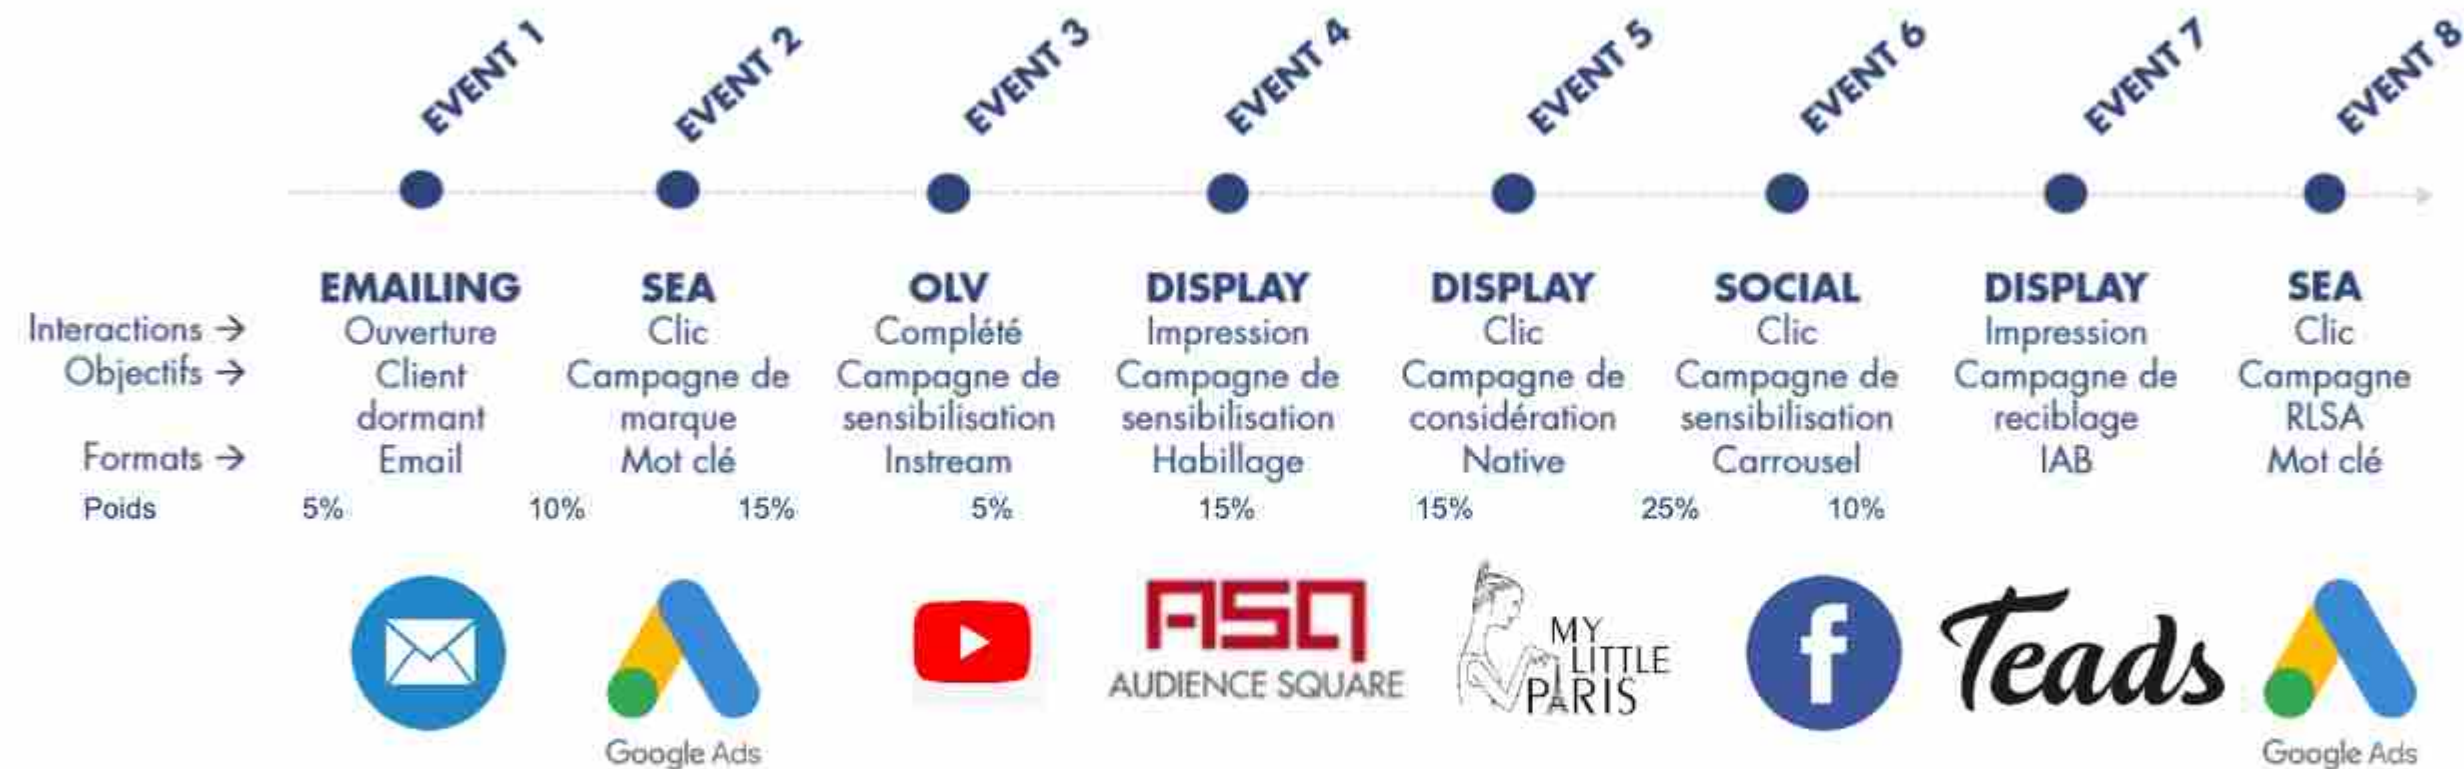 EVENT 1 EVENT 2 EVENT 3 EVENT 4 EVENT 5 EVENT 6 EVENT 7 EVENT 8
EMAILING SEA OLV DISPLAY DISPLAY SOCIAL DISPLAY SEA
Interactions → Ouverture Clic Complété Impression Clic Clic Impression Clic
Objectifs → Client Campagne de Campagne de Campagne de Campagne de Campagne de Campagne de Campagne
dormant marque sensibilisation sensibilisation considération sensibilisation reciblage RLSA
Formats → Email Mot clé Instream Habillage Native Carrousel IAB Mot clé
Poids 5% 10% 15% 5% 15% 15% 25% 10%
ASQ
AUDIENCE SQUARE
MY
LITTLE
PARIS
f
Teads
Google Ads Google Ads